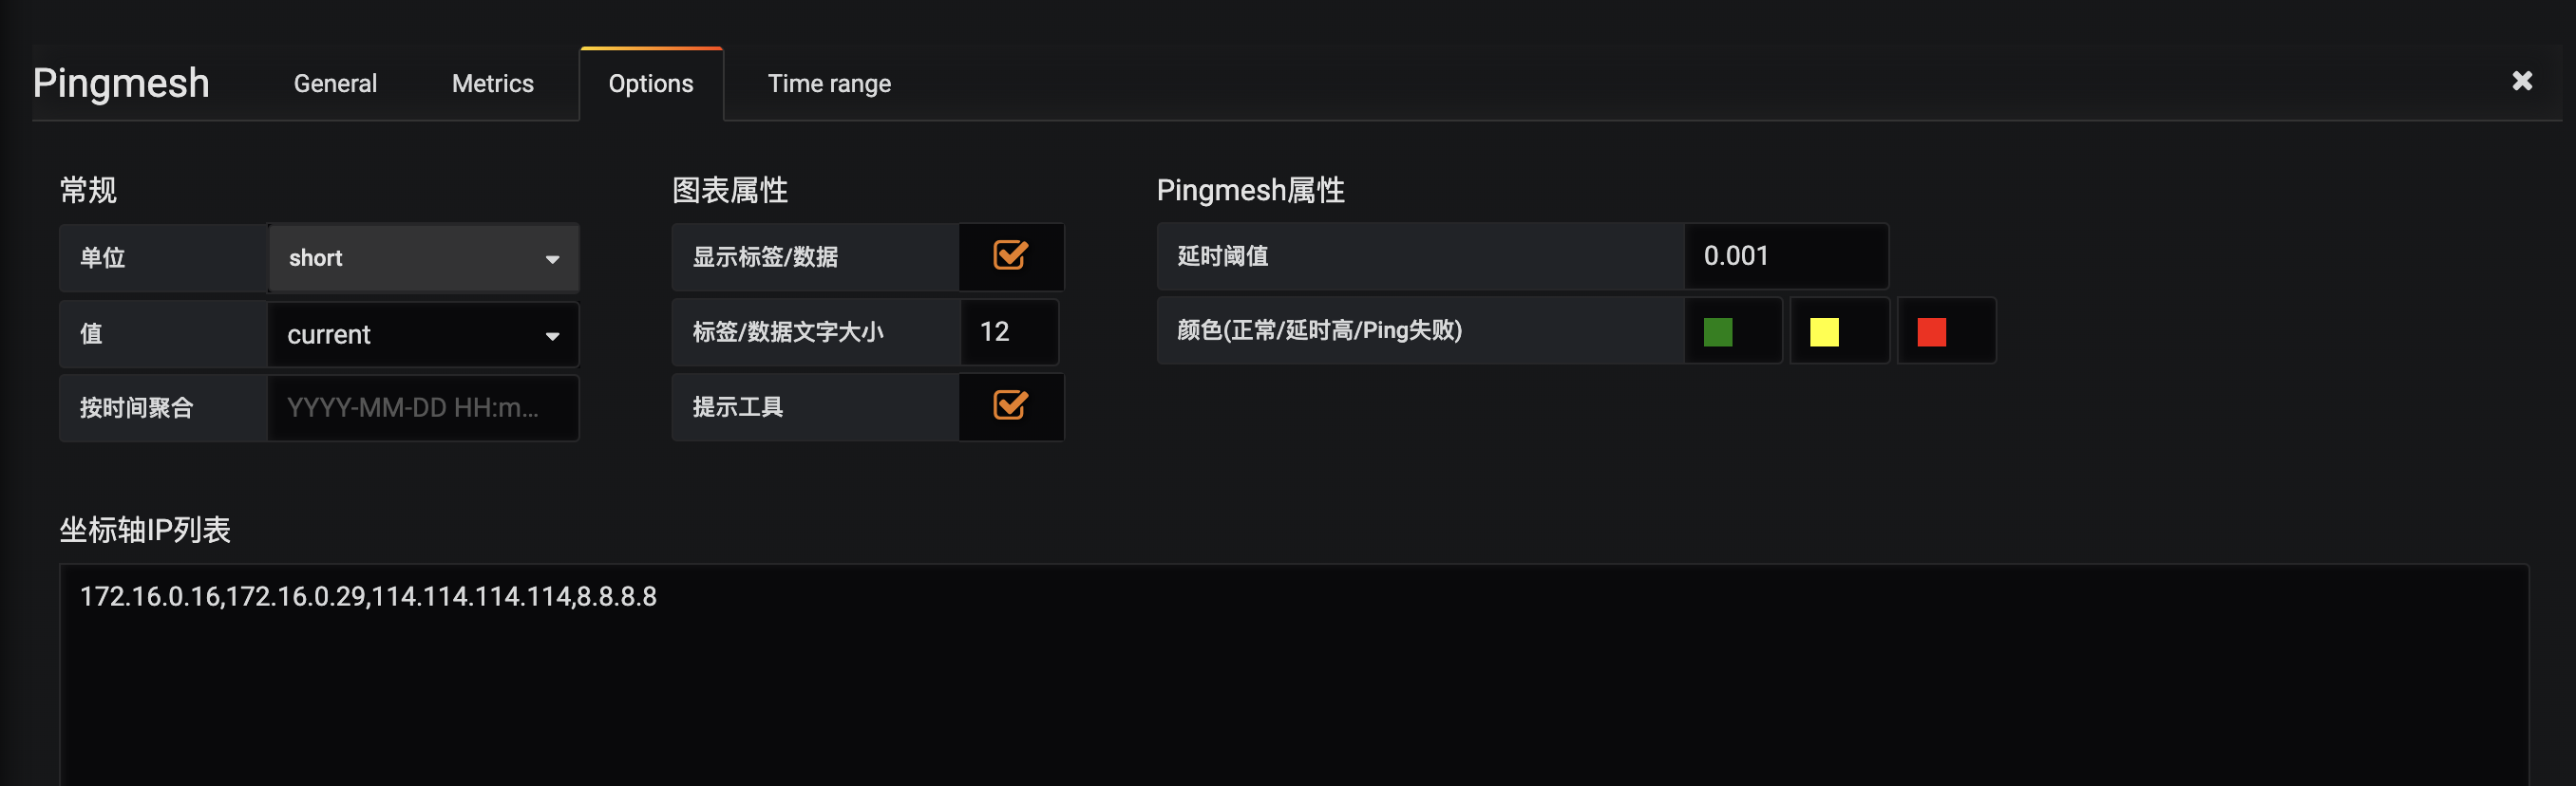 Pingmesh General Metrics Options Time range
常规
单位 short
值 current
按时间聚合 YYYY-MM-DD HH:m...
图表属性
显示标签/数据
标签/数据文字大小 12
提示工具
Pingmesh属性
延时阈值 0.001
颜色(正常/延时高/Ping失败)
坐标轴IP列表
172.16.0.16,172.16.0.29,114.114.114.114,8.8.8.8